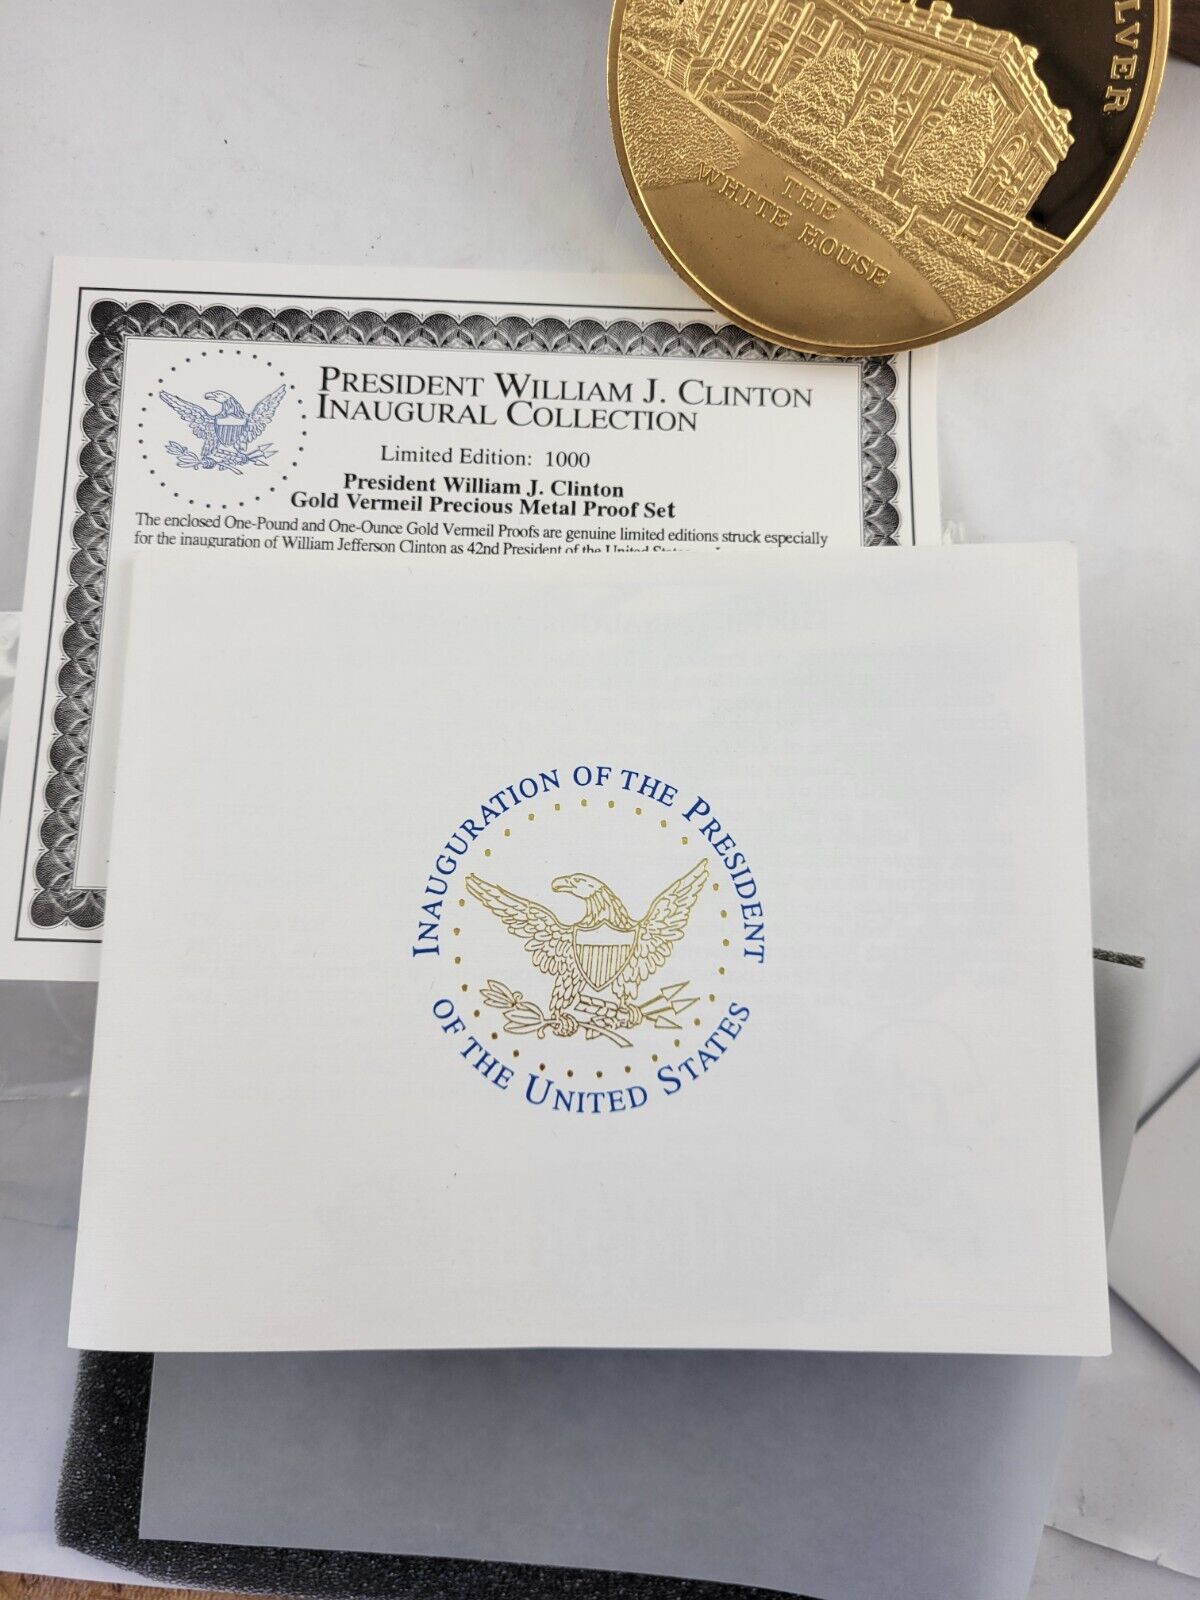 LVER
THE
WHITE HOUSE
PRESIDENT WILLIAM J. CLINTON
INAUGURAL COLLECTION
Limited Edition: 1000
President William J. Clinton
Gold Vermeil Precious Metal Proof Set
The enclosed One-Pound and One-Ounce Gold Vermeil Proofs are genuine limited editions struck especially
for the inauguration of William Jefferson Clinton as 42nd President of the United
INAUGURATION OF THE PRESIDENT
OF THE UNITED STATES